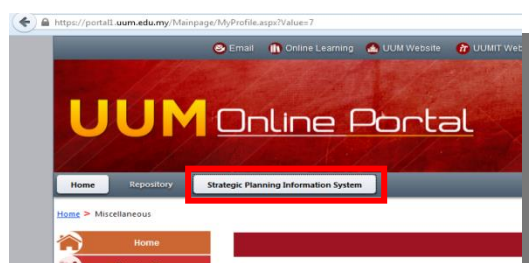 https://portal1.uum.edu.my/Mainpage/MyProfile.aspx?Value=7
Email Online Learning UUM Website UUMIT Web
UUM Online Portal
Home Repository Strategic Planning Information System
Home > Miscellaneous
Home